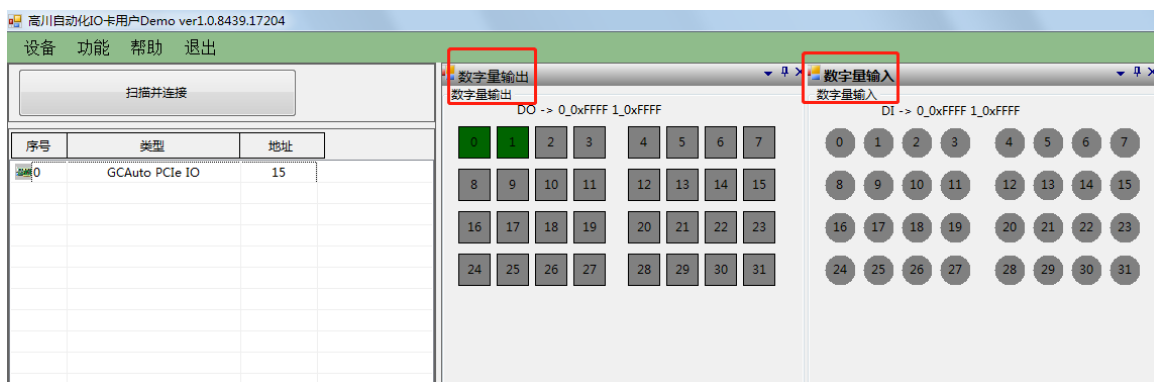 高川自动化IO卡用户Demo ver1.0.8439.17204
设备 功能 帮助 退出
扫描并连接
序号 类型 地址
0 GCAuto PCIe IO 15
数字量输出
数字量输出
DO -> 0_0xFFFF 1_0xFFFF
0 1 2 3 4 5 6 7
8 9 10 11 12 13 14 15
16 17 18 19 20 21 22 23
24 25 26 27 28 29 30 31
数字量输入
数字量输入
DI -> 0_0xFFFF 1_0xFFFF
0 1 2 3 4 5 6 7
8 9 10 11 12 13 14 15
16 17 18 19 20 21 22 23
24 25 26 27 28 29 30 31